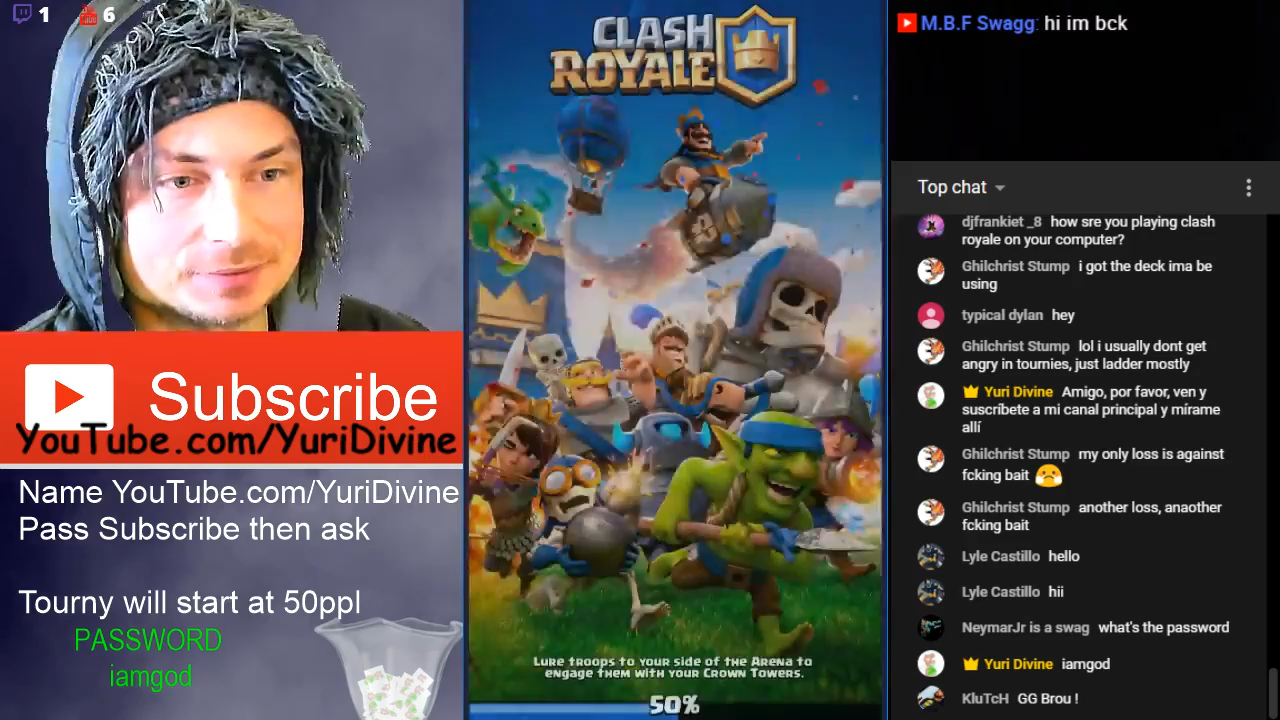 1
6
Subscribe
YouTube.com/YuriDivine
Name YouTube.com/YuriDivine
Pass Subscribe then ask
Tourny will start at 50ppl
PASSWORD
iamgod
CLASH
ROYALE
Lure troops to your side of the Arena to
engage them with your Crown Towers.
50%
M.B.F Swagg: hi im bck
Top chat
djfrankiet_8 how sre you playing clash
royale on your computer?
Ghilchrist Stump i got the deck ima be
using
typical dylan hey
Ghilchrist Stump lol i usually dont get
angry in tournies, just ladder mostly
Yuri Divine Amigo, por favor, ven y
suscríbete a mi canal principal y mírame
allí
Ghilchrist Stump my only loss is against
fcking bait
Ghilchrist Stump another loss, anaother
fcking bait
Lyle Castillo hello
Lyle Castillo hii
NeymarJr is a swag what's the password
Yuri Divine iamgod
KluTcH GG Brou !